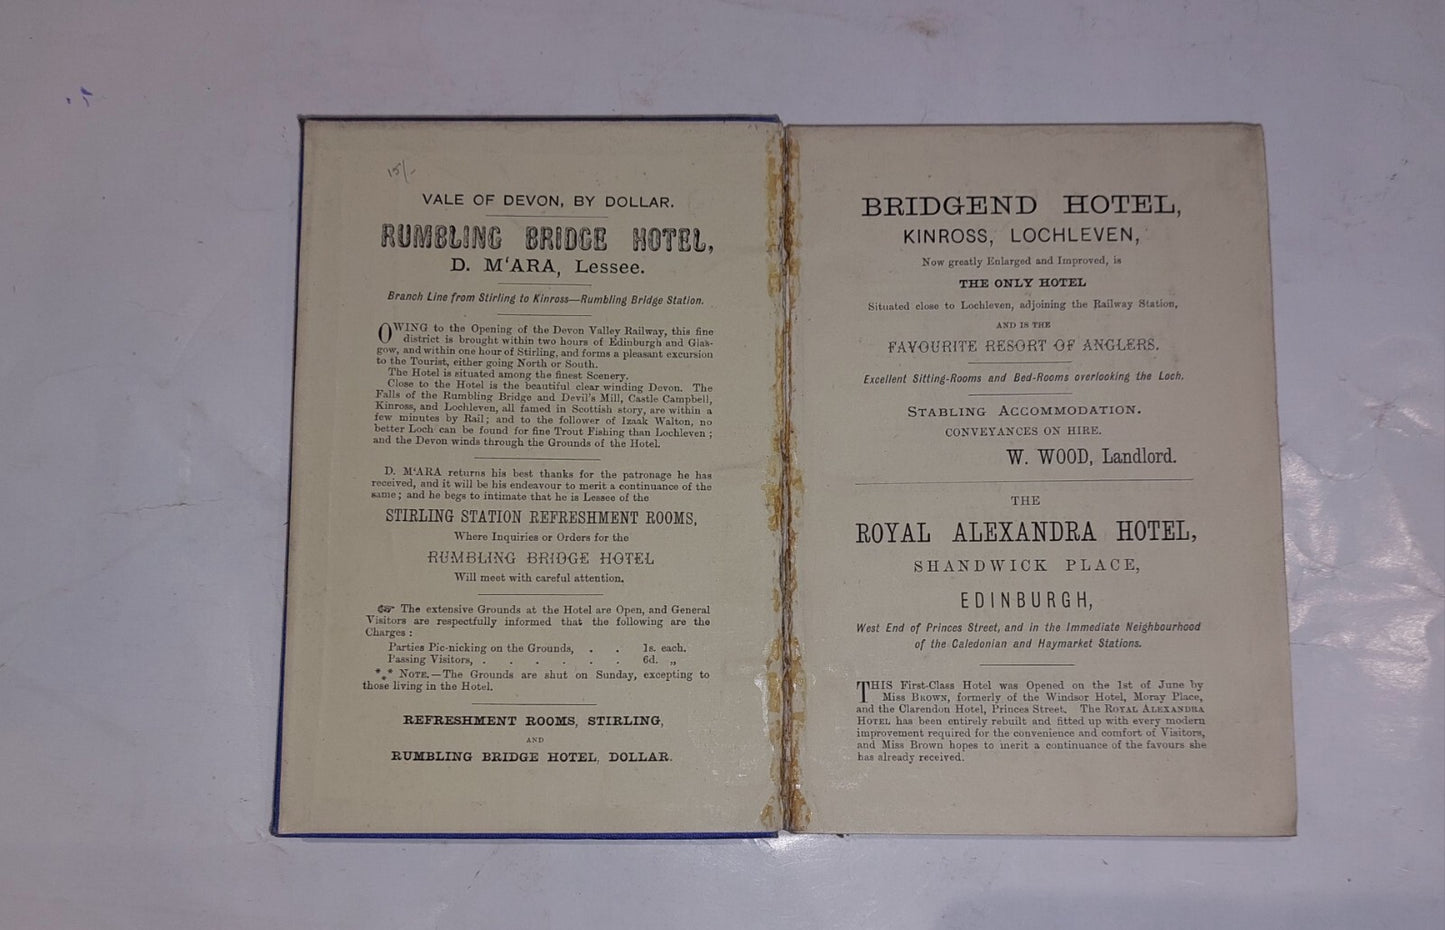 15/-
VALE OF DEVON, BY DOLLAR.
RUMBLING BRIDGE HOTEL,
D. M‘ARA, Lessee.
Branch Line from Stirling to Kinross—Rumbling Bridge Station.
OWING to the Opening of the Devon Valley Railway, this fine
district is brought within two hours of Edinburgh and Glas-
gow, and within one hour of Stirling, and forms a pleasant excursion
to the Tourist, either going North or South.
The Hotel is situated among the finest Scenery.
Close to the Hotel is the beautiful clear winding Devon. The
Falls of the Rumbling Bridge and Devil's Mill, Castle Campbell,
Kinross, and Lochleven, all famed in Scottish story, are within a
few minutes by Rail; and to the follower of Izaak Walton, no
better Loch can be found for fine Trout Fishing than Lochleven;
and the Devon winds through the Grounds of the Hotel.
D. M‘ARA returns his best thanks for the patronage he has
received, and it will be his endeavour to merit a continuance of the
same; and he begs to intimate that he is Lessee of the
STIRLING STATION REFRESHMENT ROOMS,
Where Inquiries or Orders for the
RUMBLING BRIDGE HOTEL
Will meet with careful attention.
☞ The extensive Grounds at the Hotel are Open, and General
Visitors are respectfully informed that the following are the
Charges:
Parties Pic-nicking on the Grounds, . . 1s. each.
Passing Visitors, . . . . . . 6d. „
*** NOTE.—The Grounds are shut on Sunday, excepting to
those living in the Hotel.
REFRESHMENT ROOMS, STIRLING,
AND
RUMBLING BRIDGE HOTEL, DOLLAR.
BRIDGEND HOTEL,
KINROSS, LOCHLEVEN,
Now greatly Enlarged and Improved, is
THE ONLY HOTEL
Situated close to Lochleven, adjoining the Railway Station,
AND IS THE
FAVOURITE RESORT OF ANGLERS.
Excellent Sitting-Rooms and Bed-Rooms overlooking the Loch.
STABLING ACCOMMODATION.
CONVEYANCES ON HIRE.
W. WOOD, Landlord.
THE
ROYAL ALEXANDRA HOTEL,
SHANDWICK PLACE,
EDINBURGH,
West End of Princes Street, and in the Immediate Neighbourhood
of the Caledonian and Haymarket Stations.
THIS First-Class Hotel was Opened on the 1st of June by
Miss BROWN, formerly of the Windsor Hotel, Moray Place,
and the Clarendon Hotel, Princes Street. The ROYAL ALEXANDRA
HOTEL has been entirely rebuilt and fitted up with every modern
improvement required for the convenience and comfort of Visitors,
and Miss Brown hopes to merit a continuance of the favours she
has already received.